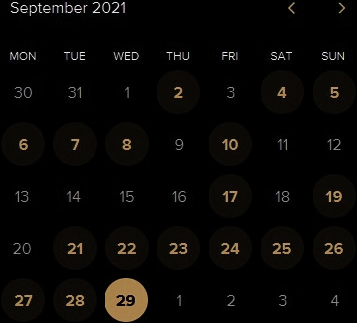 September 2021
MON TUE WED THU FRI SAT SUN
30 31 1 2 3 4 5
6 7 8 9 10 11 12
13 14 15 16 17 18 19
20 21 22 23 24 25 26
27 28 29 1 2 3 4